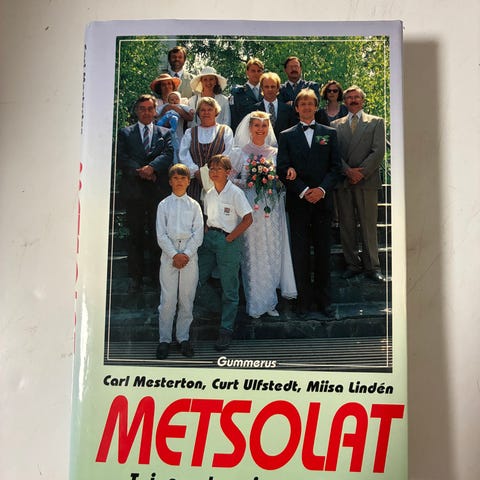 Gummerus
Carl Mesterton, Curt Ulfstedt, Miisa Lindén
METSOLAT